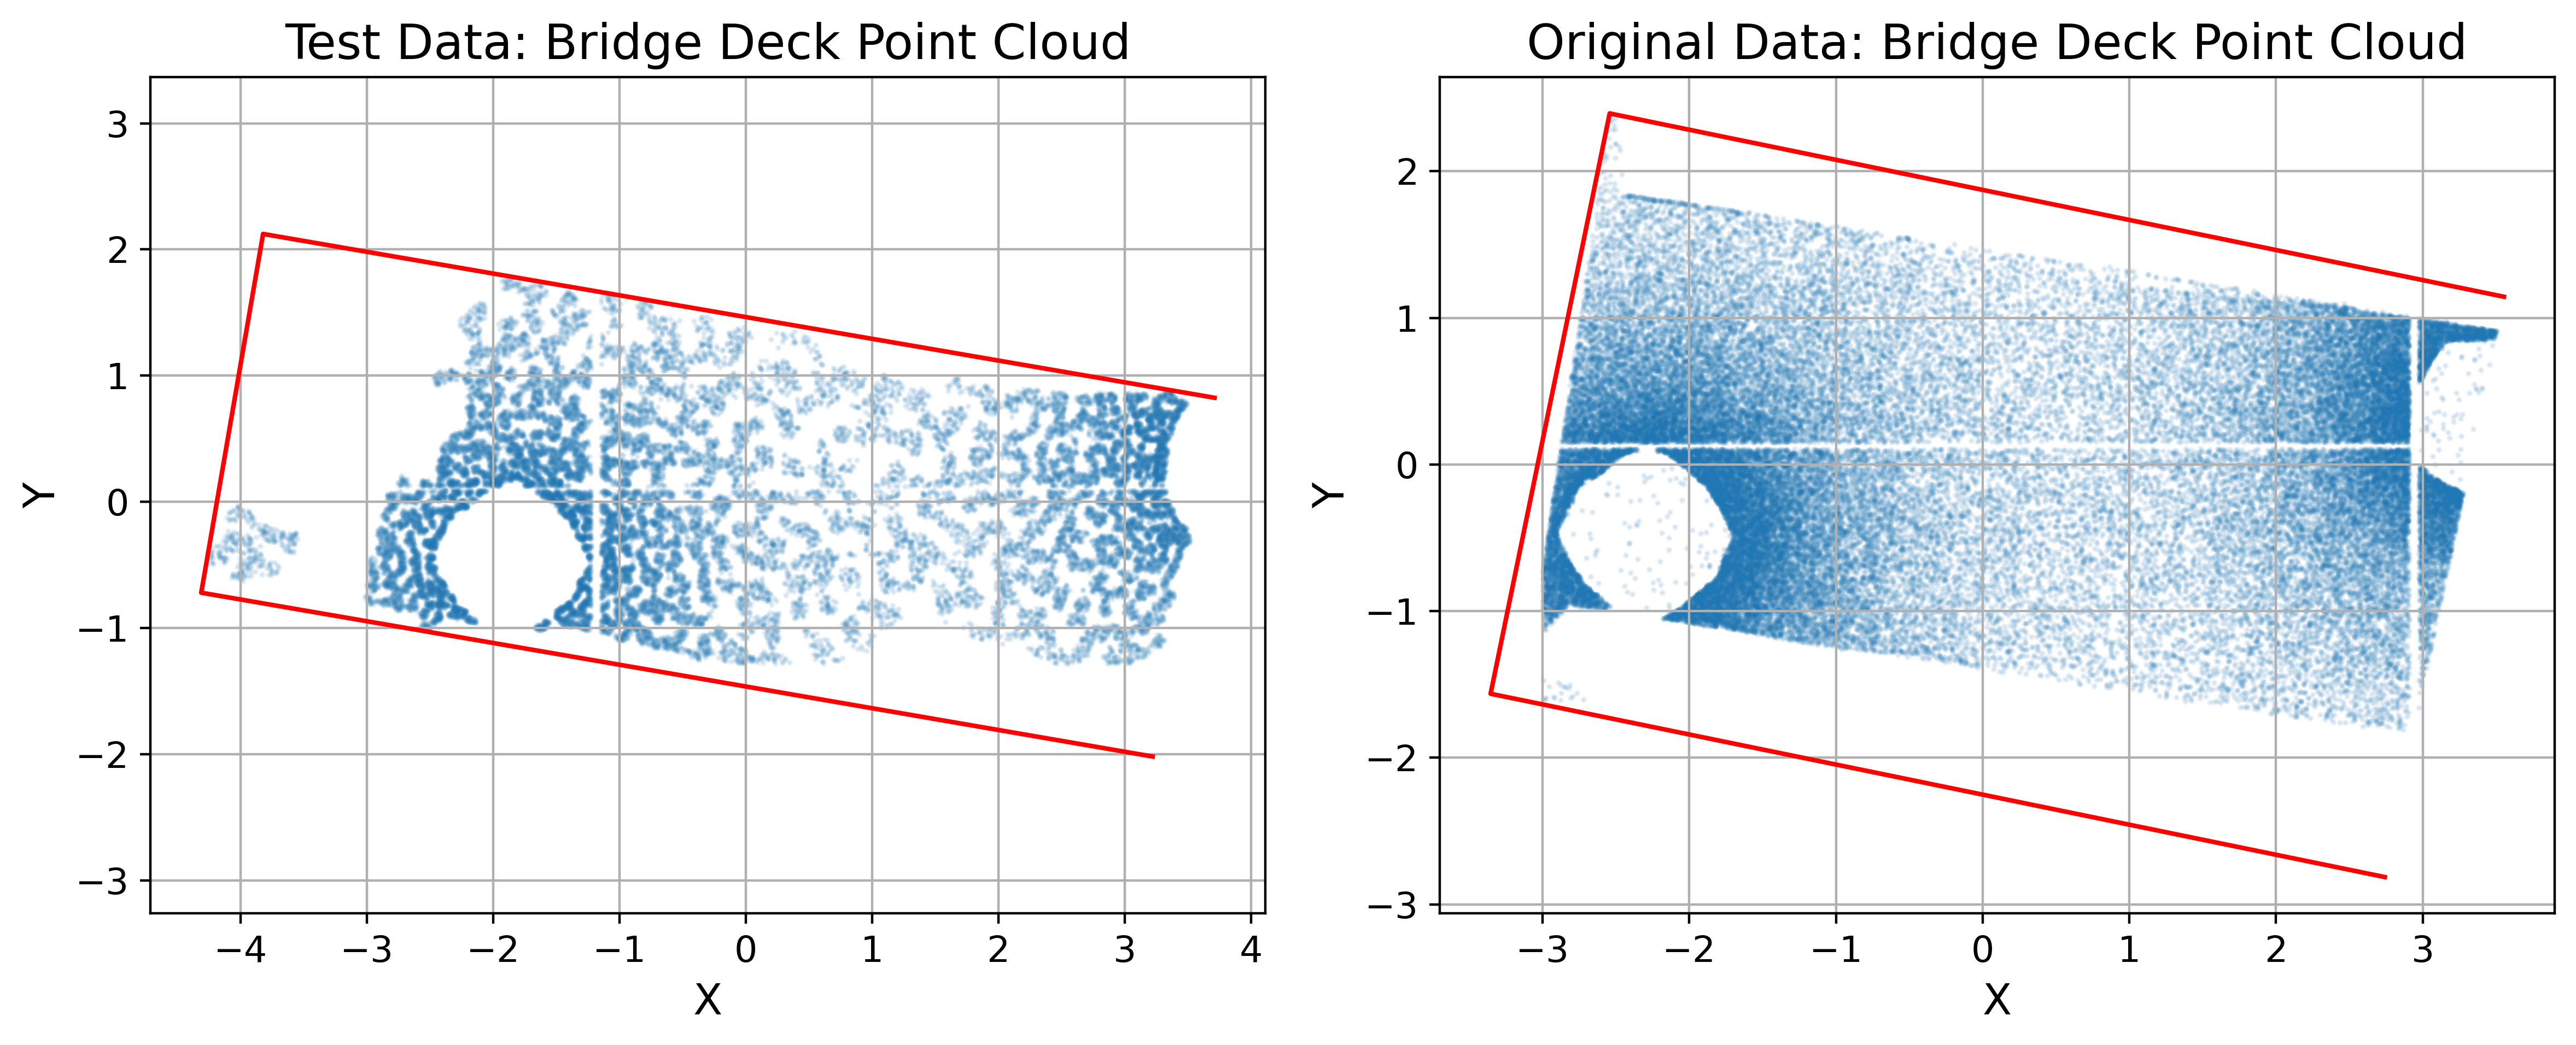 Test Data: Bridge Deck Point Cloud
3
2
1
0
−1
−2
−3
Y
−4 −3 −2 −1 0 1 2 3 4
X
Original Data: Bridge Deck Point Cloud
2
1
0
−1
−2
−3
Y
−3 −2 −1 0 1 2 3
X